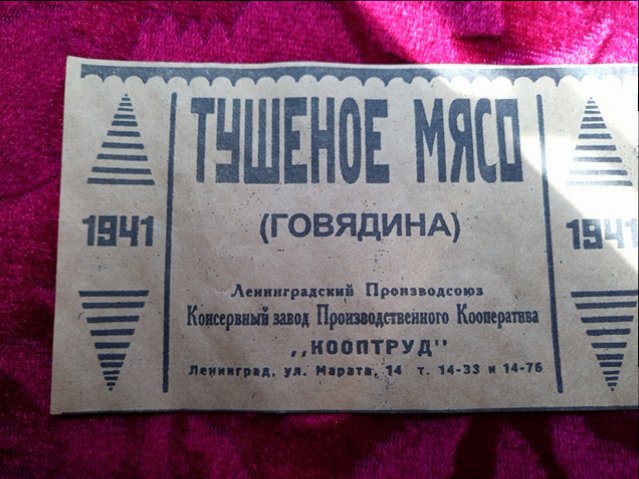 ТУШЕНОЕ МЯСО
1941
1941
(ГОВЯДИНА)
Ленинградский Производсоюз
Консервный завод Производственного Кооператива
,,КООПТРУД"
Ленинград, ул. Марата, 14 т. 14-33 и 14-76